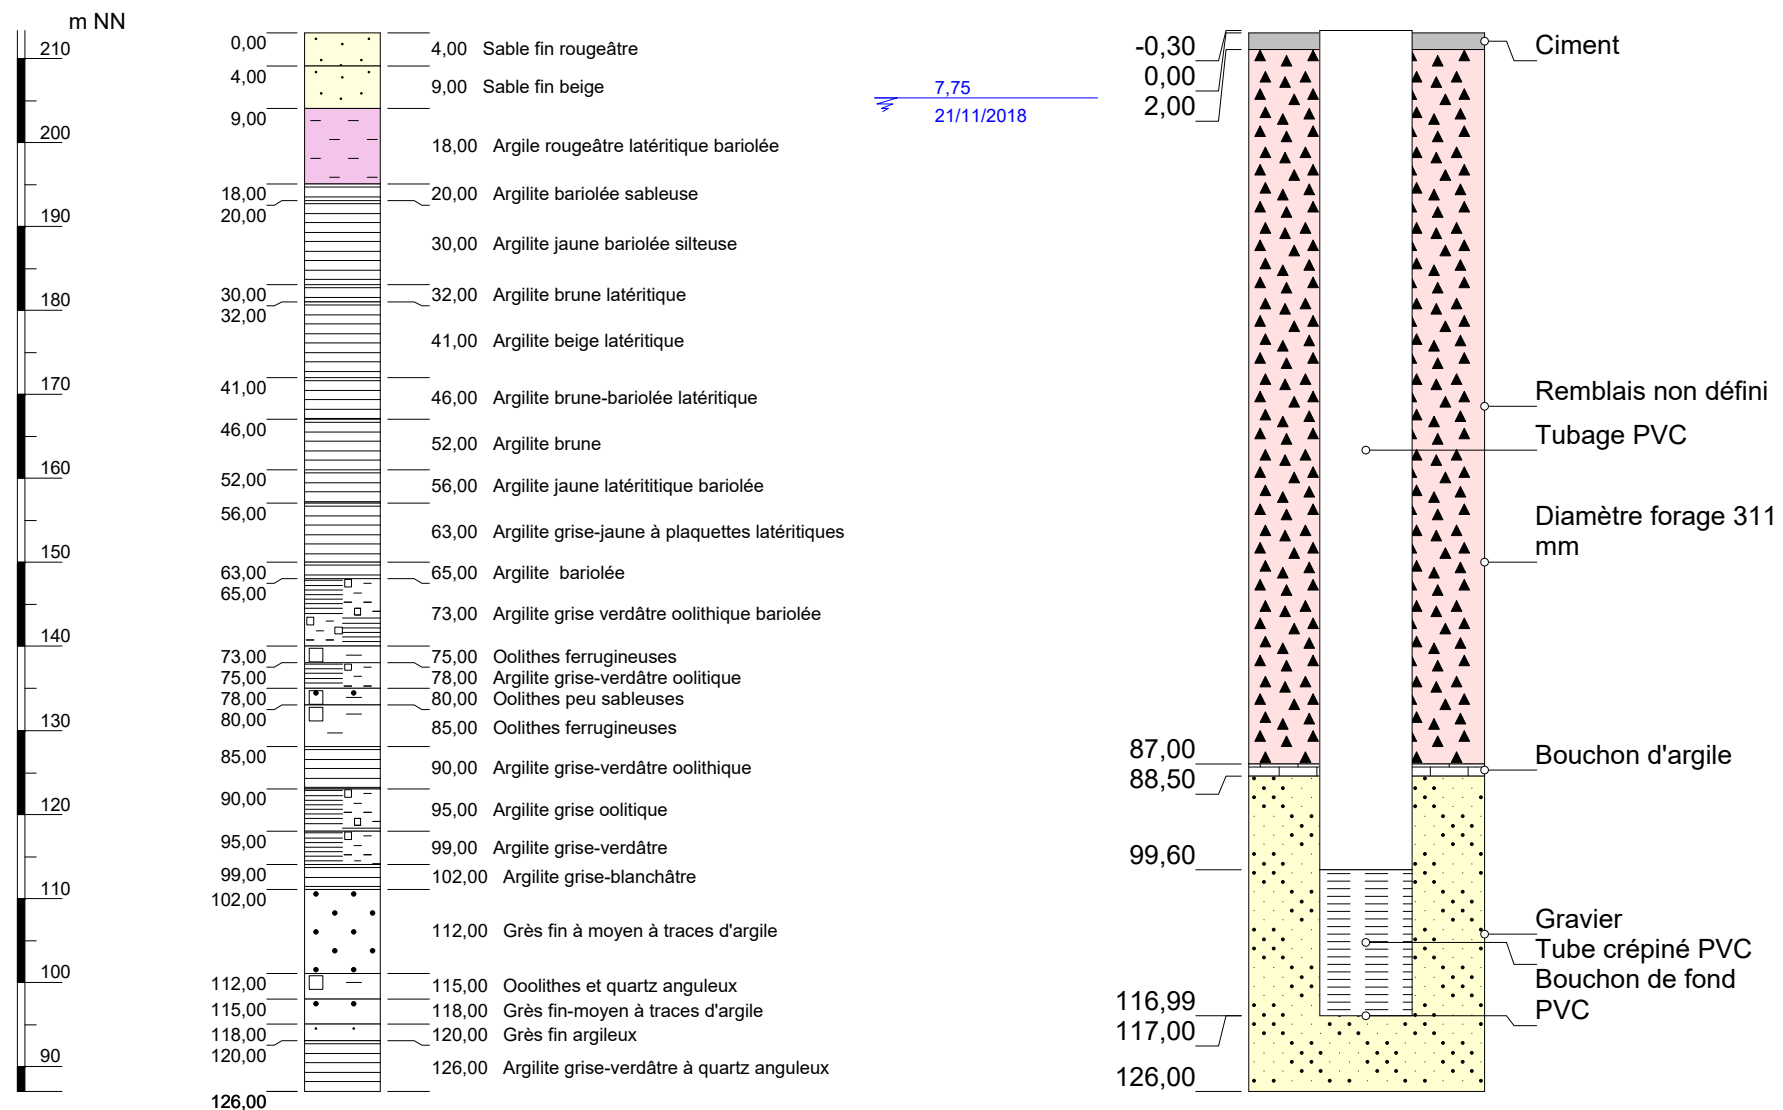 m NN
210
200
190
180
170
160
150
140
130
120
110
100
90
0,00
4,00
9,00
18,00
20,00
30,00
32,00
41,00
46,00
52,00
56,00
63,00
65,00
73,00
75,00
78,00
80,00
85,00
90,00
95,00
99,00
102,00
112,00
115,00
118,00
120,00
126,00
4,00 Sable fin rougeâtre
9,00 Sable fin beige
18,00 Argile rougeâtre latéritique bariolée
20,00 Argilite bariolée sableuse
30,00 Argilite jaune bariolée silteuse
32,00 Argilite brune latéritique
41,00 Argilite beige latéritique
46,00 Argilite brune-bariolée latéritique
52,00 Argilite brune
56,00 Argilite jaune latérititique bariolée
63,00 Argilite grise-jaune à plaquettes latéritiques
65,00 Argilite bariolée
73,00 Argilite grise verdâtre oolithique bariolée
75,00 Oolithes ferrugineuses
78,00 Argilite grise-verdâtre oolitique
80,00 Oolithes peu sableuses
85,00 Oolithes ferrugineuses
90,00 Argilite grise-verdâtre oolithique
95,00 Argilite grise oolitique
99,00 Argilite grise-verdâtre
102,00 Argilite grise-blanchâtre
112,00 Grès fin à moyen à traces d'argile
115,00 Ooolithes et quartz anguleux
118,00 Grès fin-moyen à traces d'argile
120,00 Grès fin argileux
126,00 Argilite grise-verdâtre à quartz anguleux
7,75
21/11/2018
-0,30
0,00
2,00
87,00
88,50
99,60
116,99
117,00
126,00
Ciment
Remblais non défini
Tubage PVC
Diamètre forage 311
mm
Bouchon d'argile
Gravier
Tube crépiné PVC
Bouchon de fond
PVC